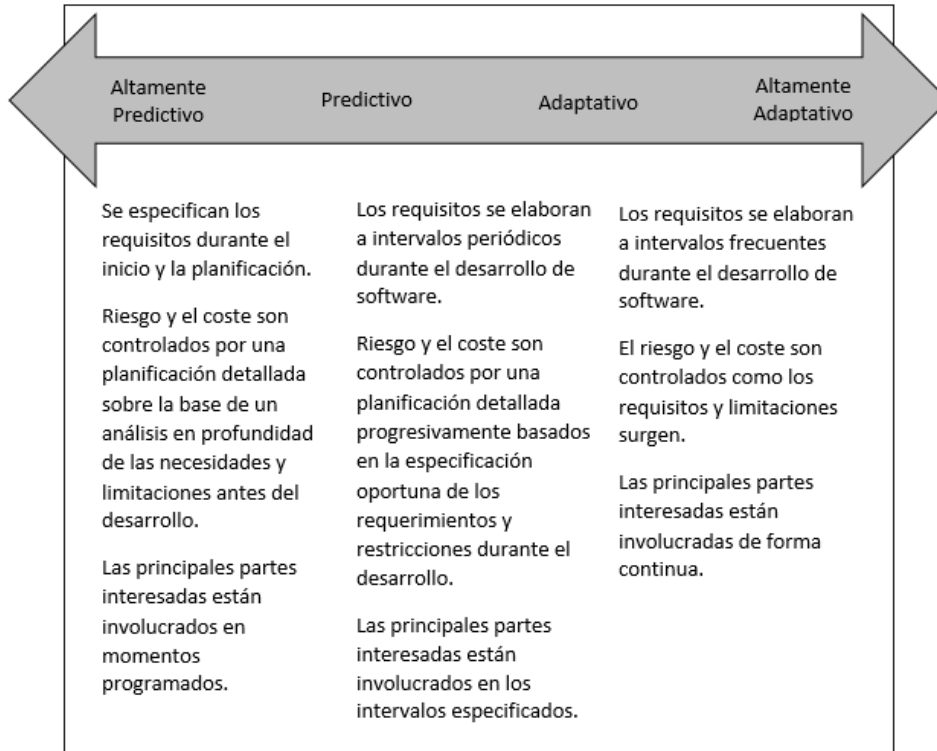 Altamente
Predictivo
Predictivo
Adaptativo
Altamente
Adaptativo
Se especifican los
requisitos durante el
inicio y la planificación.
Riesgo y el coste son
controlados por una
planificación detallada
sobre la base de un
análisis en profundidad
de las necesidades y
limitaciones antes del
desarrollo.
Las principales partes
interesadas están
involucrados en
momentos
programados.
Los requisitos se elaboran
a intervalos periódicos
durante el desarrollo de
software.
Riesgo y el coste son
controlados por una
planificación detallada
progresivamente basados
en la especificación
oportuna de los
requerimientos y
restricciones durante el
desarrollo.
Las principales partes
interesadas están
involucrados en los
intervalos especificados.
Los requisitos se elaboran
a intervalos frecuentes
durante el desarrollo de
software.
El riesgo y el coste son
controlados como los
requisitos y limitaciones
surgen.
Las principales partes
interesadas están
involucradas de forma
continua.